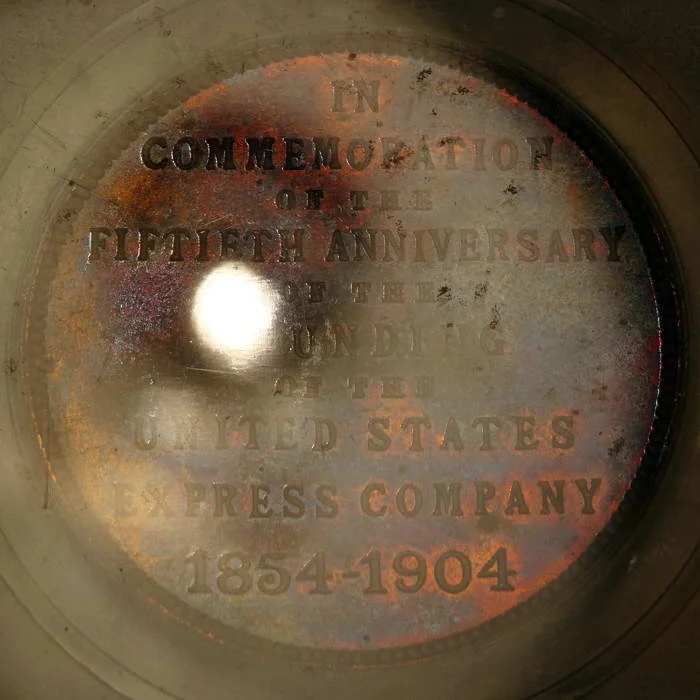 IN
COMMEMORATION
OF THE
FIFTIETH ANNIVERSARY
OF THE
FOUNDING
OF THE
UNITED STATES
EXPRESS COMPANY
1854-1904